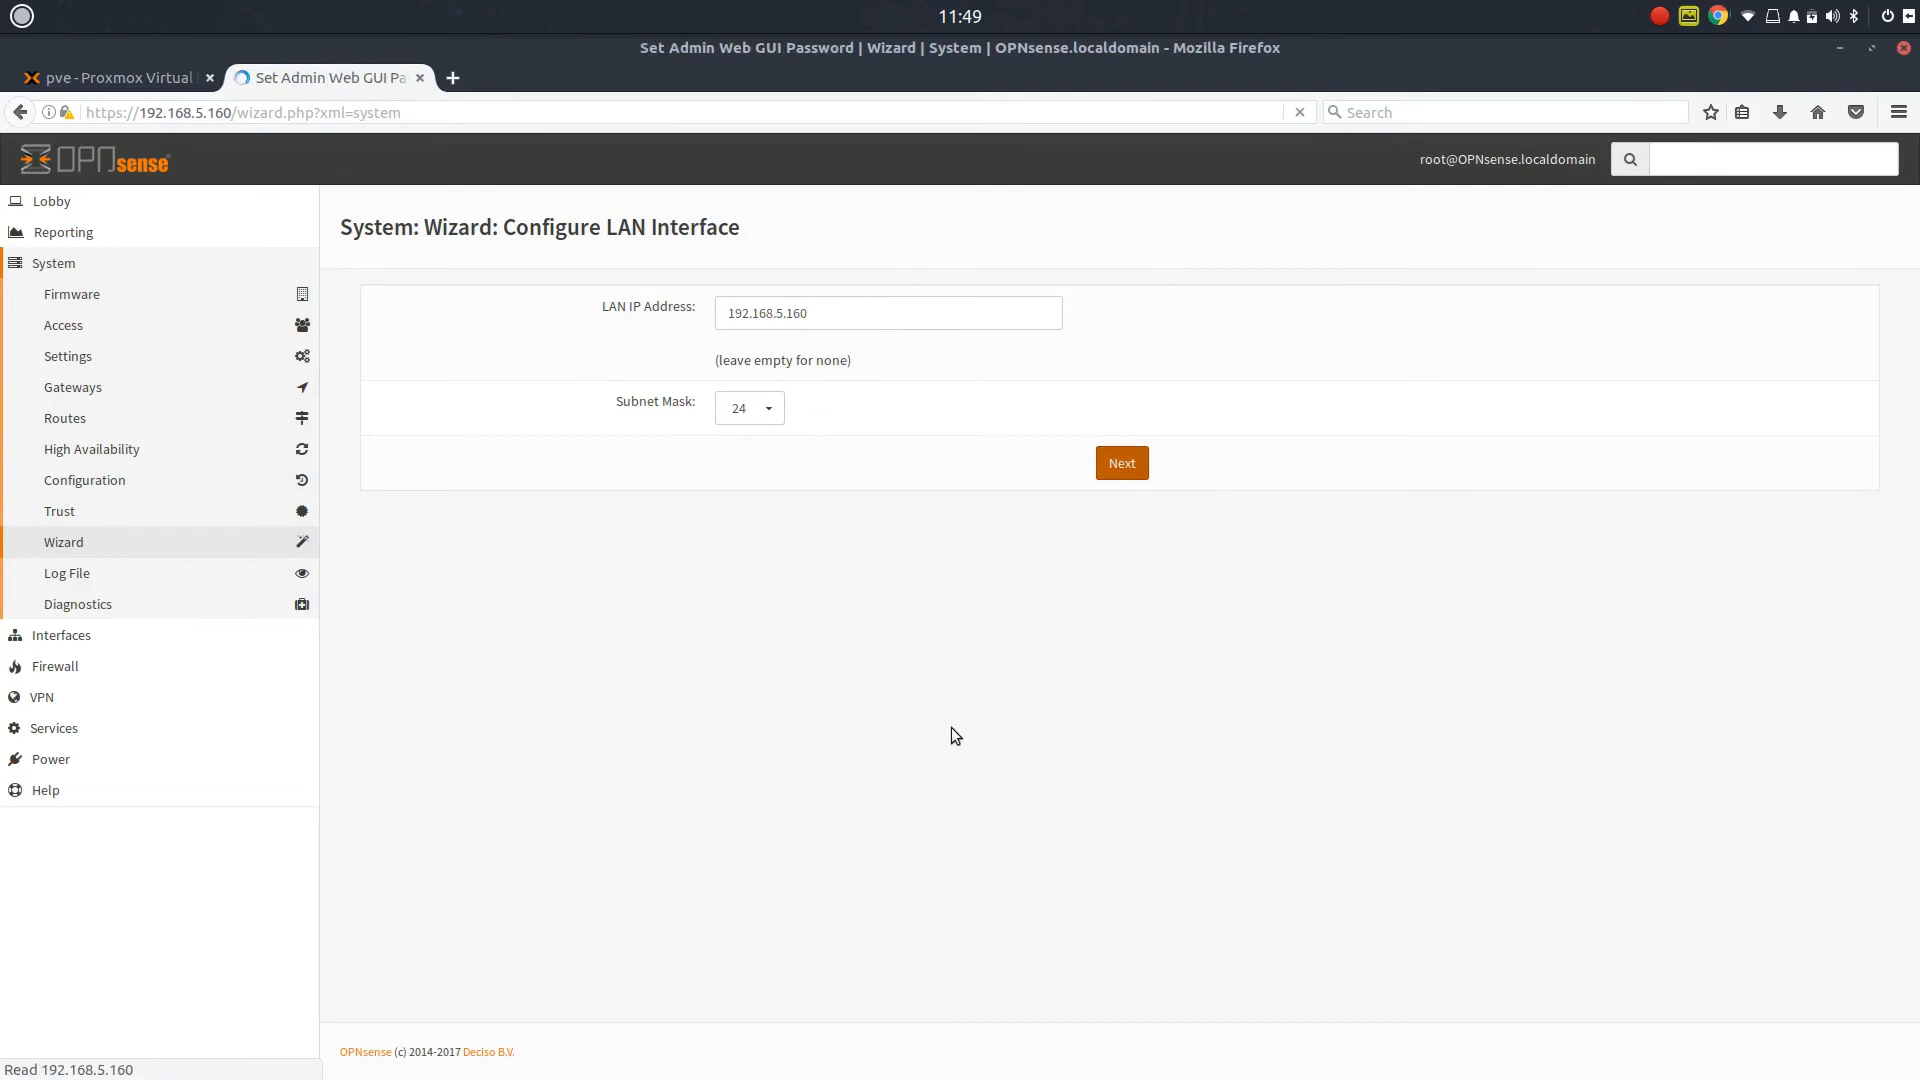 11:49
Set Admin Web GUI Password | Wizard | System | OPNsense.localdomain - Mozilla Firefox
pve - Proxmox Virtual
Set Admin Web GUI Pa
https://192.168.5.160/wizard.php?xml=system
Search
OPNsense
root@OPNsense.localdomain
Lobby
Reporting
System
Firmware
Access
Settings
Gateways
Routes
High Availability
Configuration
Trust
Wizard
Log File
Diagnostics
Interfaces
Firewall
VPN
Services
Power
Help
System: Wizard: Configure LAN Interface
LAN IP Address:
192.168.5.160
(leave empty for none)
Subnet Mask:
24
Next
OPNsense (c) 2014-2017 Deciso B.V.
Read 192.168.5.160